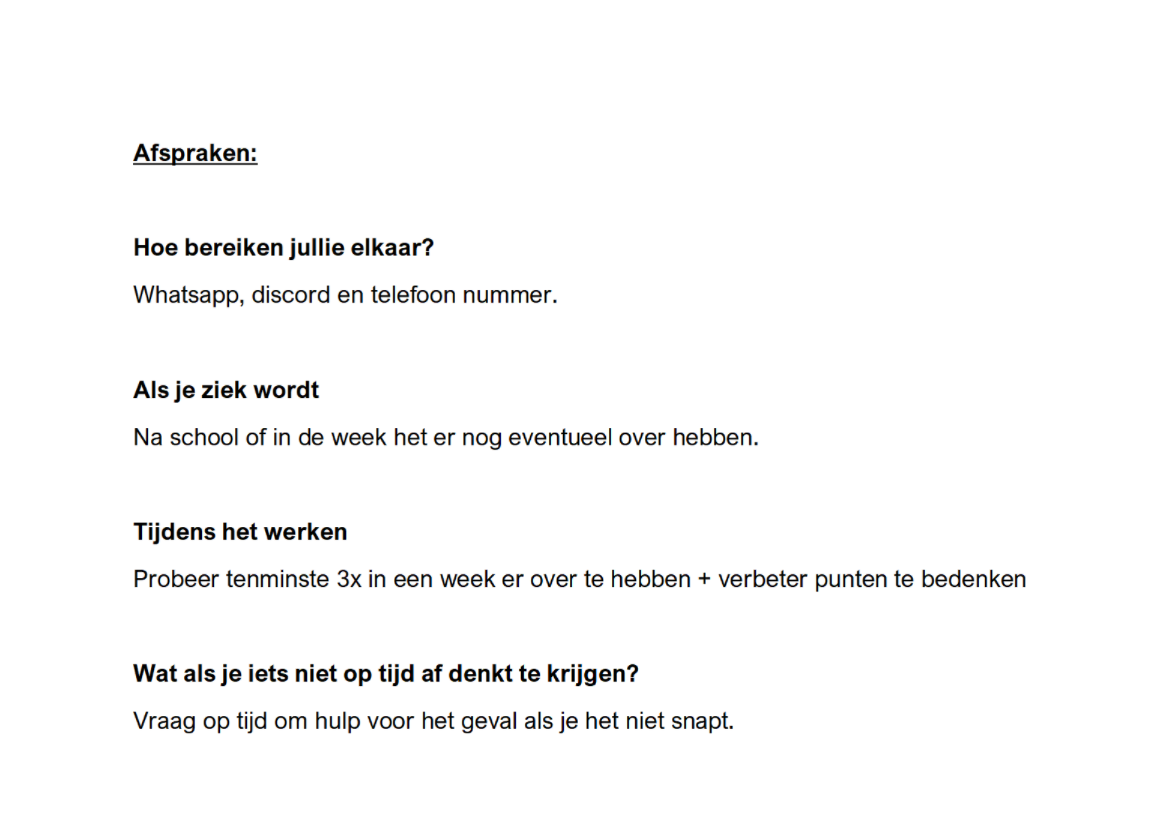 Afspraken:
Hoe bereiken jullie elkaar?
Whatsapp, discord en telefoon nummer.
Als je ziek wordt
Na school of in de week het er nog eventueel over hebben.
Tijdens het werken
Probeer tenminste 3x in een week er over te hebben + verbeter punten te bedenken
Wat als je iets niet op tijd af denkt te krijgen?
Vraag op tijd om hulp voor het geval als je het niet snapt.